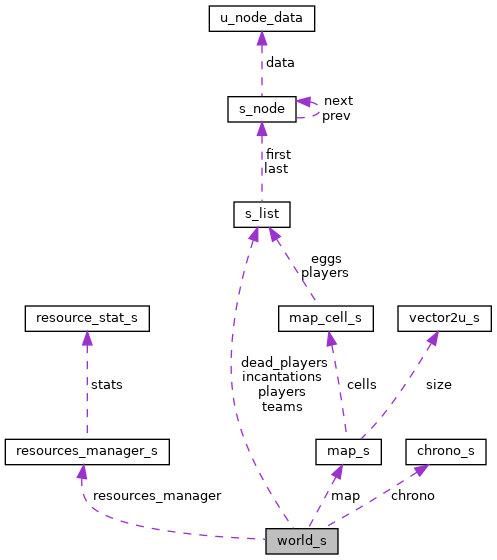 u_node_data
data
s_node
next
prev
first
last
s_list
eggs
players
resource_stat_s
map_cell_s
vector2u_s
dead_players
incantations
players
teams
stats
cells
size
resources_manager_s
map_s
chrono_s
resources_manager
map
chrono
world_s